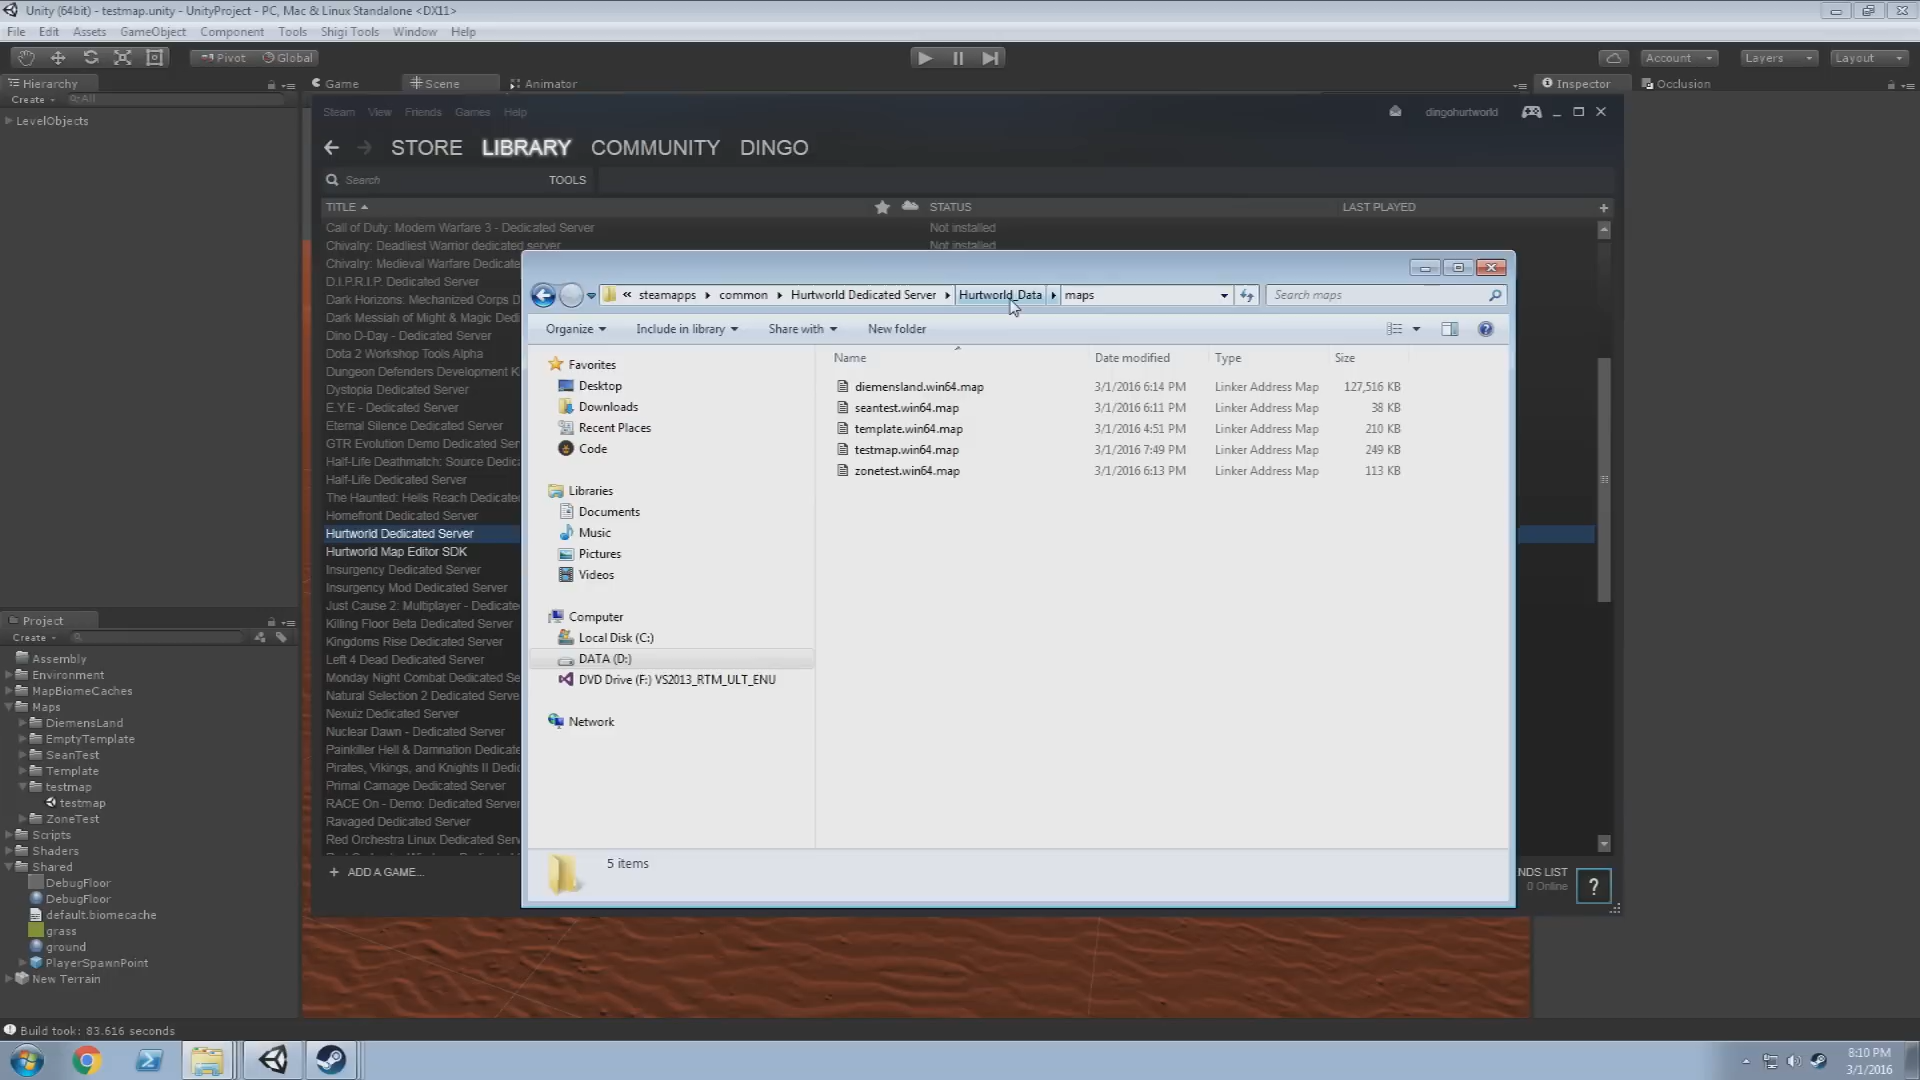 Unity (64bit) - testmap.unity - UnityProject - PC, Mac & Linux Standalone <DX11>
File Edit Assets GameObject Component Tools Shigi Tools Window Help
Pivot Global Account Layers Layout
Hierarchy Game Scene Animator Inspector Occlusion
Create All
LevelObjects
Steam View Friends Games Help dingohurtworld
STORE LIBRARY COMMUNITY DINGO
Search TOOLS
TITLE STATUS LAST PLAYED
Call of Duty: Modern Warfare 3 - Dedicated Server Not installed
Chivalry: Deadliest Warrior dedicated server Not installed
Chivalry: Medieval Warfare Dedicate
D.I.P.R.I.P. Dedicated Server
Dark Horizons: Mechanized Corps D
Dark Messiah of Might & Magic Dedi
Dino D-Day - Dedicated Server
Dota 2 Workshop Tools Alpha
Dungeon Defenders Development K
Dystopia Dedicated Server
E.Y.E - Dedicated Server
Eternal Silence Dedicated Server
GTR Evolution Demo Dedicated Ser
Half-Life Deathmatch: Source Dedic
Half-Life Dedicated Server
The Haunted: Hells Reach Dedicate
Homefront Dedicated Server
Hurtworld Dedicated Server
Hurtworld Map Editor SDK
Insurgency Dedicated Server
Insurgency Mod Dedicated Server
Just Cause 2: Multiplayer - Dedicate
Killing Floor Beta Dedicated Server
Kingdoms Rise Dedicated Server
Left 4 Dead Dedicated Server
Monday Night Combat Dedicated Se
Natural Selection 2 Dedicated Server
Nexuiz Dedicated Server
Nuclear Dawn - Dedicated Server
Painkiller Hell & Damnation Dedicate
Pirates, Vikings, and Knights II Dedic
Primal Carnage Dedicated Server
RACE On - Demo: Dedicated Server
Ravaged Dedicated Server
Red Orchestra Linux Dedicated Serv
+ ADD A GAME...
NDS LIST
0 Online
?
« steamapps common Hurtworld Dedicated Server Hurtworld_Data maps Search maps
Organize Include in library Share with New folder
Favorites
Desktop
Downloads
Recent Places
Code
Libraries
Documents
Music
Pictures
Videos
Computer
Local Disk (C:)
DATA (D:)
DVD Drive (F:) VS2013_RTM_ULT_ENU
Network
Name Date modified Type Size
diemensland.win64.map 3/1/2016 6:14 PM Linker Address Map 127,516 KB
seantest.win64.map 3/1/2016 6:11 PM Linker Address Map 38 KB
template.win64.map 3/1/2016 4:51 PM Linker Address Map 210 KB
testmap.win64.map 3/1/2016 7:49 PM Linker Address Map 249 KB
zonetest.win64.map 3/1/2016 6:13 PM Linker Address Map 113 KB
5 items
Project
Create
Assembly
Environment
MapBiomeCaches
Maps
DiemensLand
EmptyTemplate
SeanTest
Template
testmap
testmap
ZoneTest
Scripts
Shaders
Shared
DebugFloor
DebugFloor
default.biomecache
grass
ground
PlayerSpawnPoint
New Terrain
Build took: 83.616 seconds
8:10 PM
3/1/2016